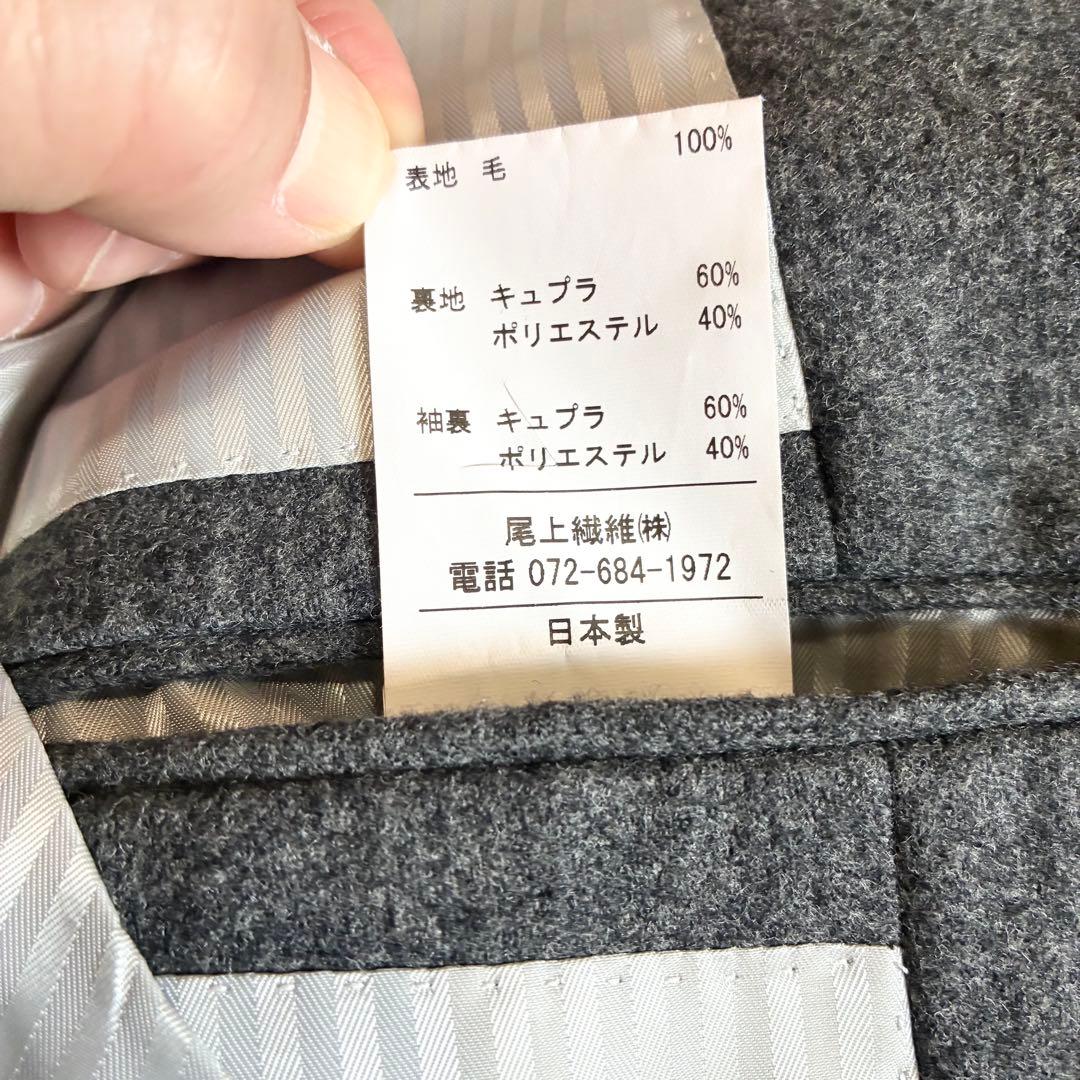 表地 毛 100%
裏地 キュプラ 60%
ポリエステル 40%
袖裏 キュプラ 60%
ポリエステル 40%
尾上繊維㈱
電話 072-684-1972
日本製